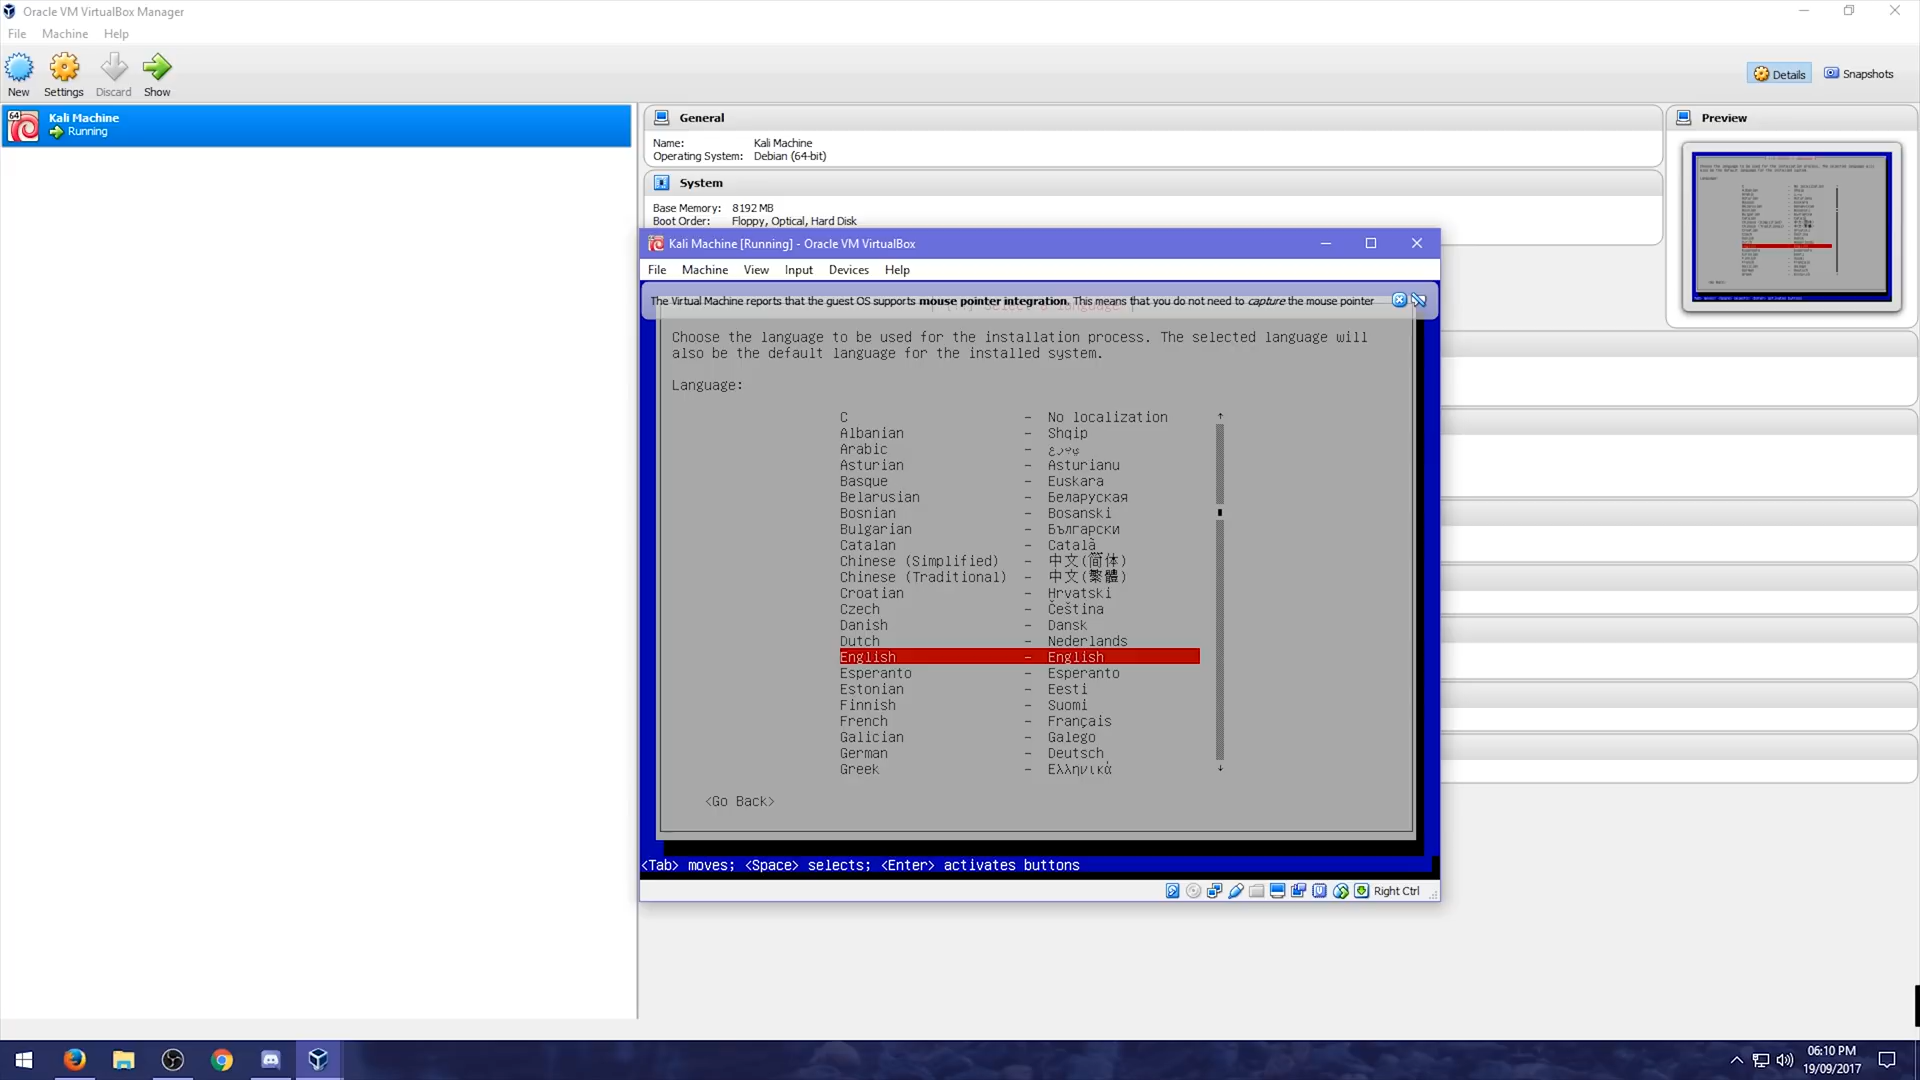 Oracle VM VirtualBox Manager
File Machine Help
New Settings Discard Show
Details Snapshots
64
Kali Machine
Running
General
Name: Kali Machine
Operating System: Debian (64-bit)
System
Base Memory: 8192 MB
Boot Order: Floppy, Optical, Hard Disk
Preview
Kali Machine [Running] - Oracle VM VirtualBox
File Machine View Input Devices Help
The Virtual Machine reports that the guest OS supports mouse pointer integration. This means that you do not need to capture the mouse pointer
Choose the language to be used for the installation process. The selected language will
also be the default language for the installed system.
Language:
C - No localization
Albanian - Shqip
Arabic - عربي
Asturian - Asturianu
Basque - Euskara
Belarusian - Беларуская
Bosnian - Bosanski
Bulgarian - Български
Catalan - Català
Chinese (Simplified) - 中文(简体)
Chinese (Traditional) - 中文(繁體)
Croatian - Hrvatski
Czech - Čeština
Danish - Dansk
Dutch - Nederlands
English - English
Esperanto - Esperanto
Estonian - Eesti
Finnish - Suomi
French - Français
Galician - Galego
German - Deutsch
Greek - Ελληνικά
<Go Back>
<Tab> moves; <Space> selects; <Enter> activates buttons
Right Ctrl
06:10 PM
19/09/2017